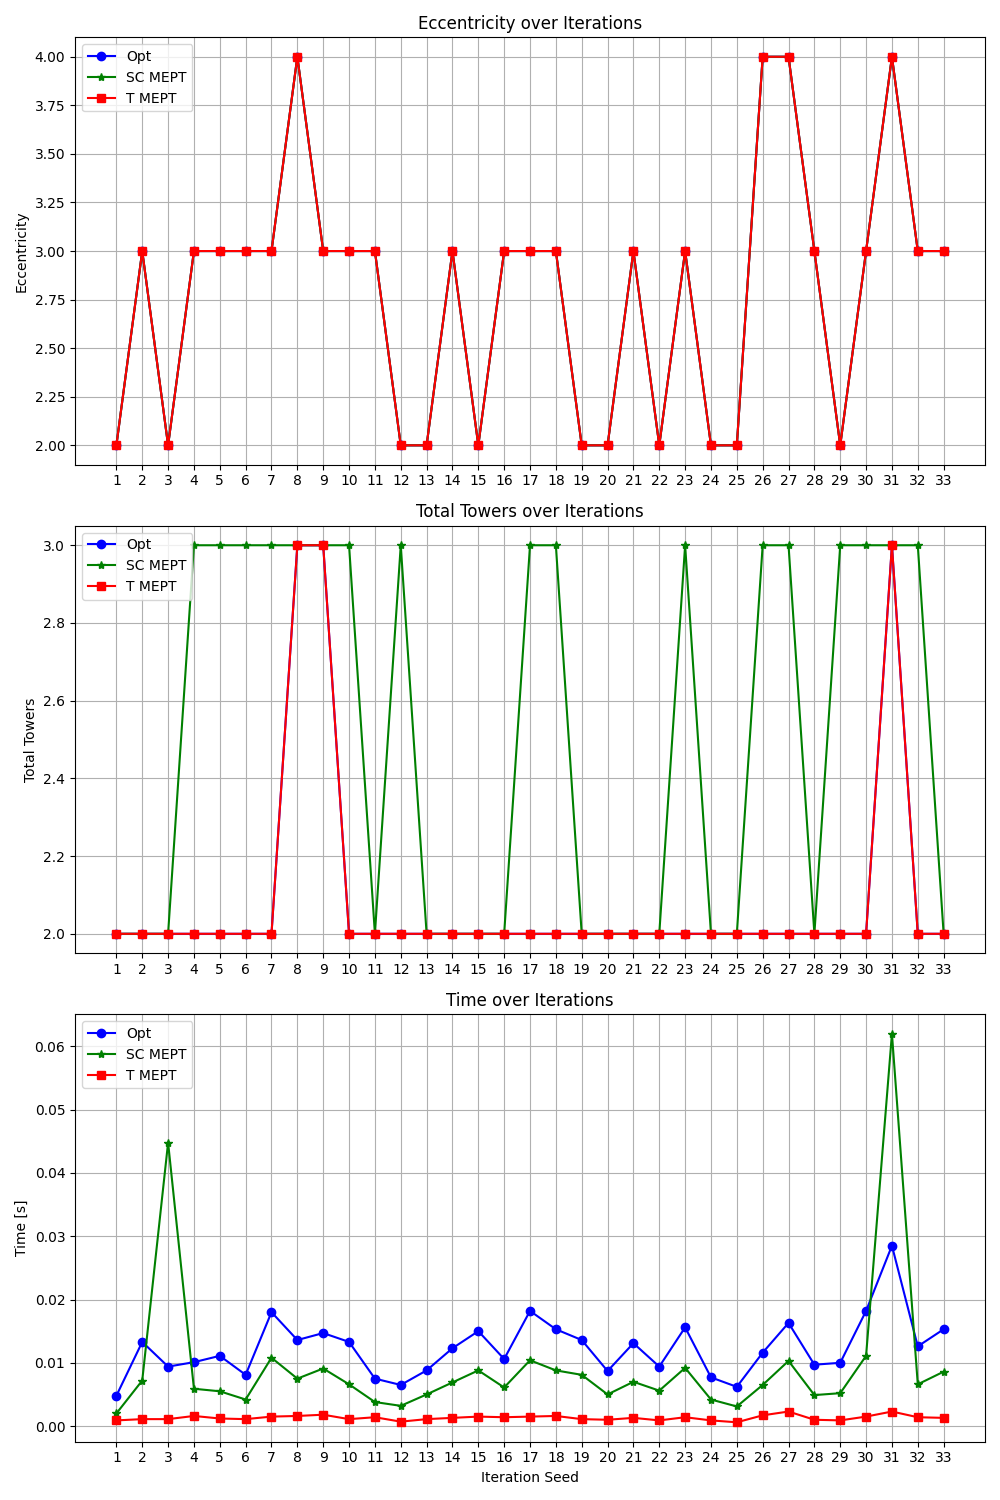 Eccentricity over Iterations
Opt
SC MEPT
T MEPT
4.00
3.75
3.50
3.25
3.00
2.75
2.50
2.25
2.00
Eccentricity
1 2 3 4 5 6 7 8 9 10 11 12 13 14 15 16 17 18 19 20 21 22 23 24 25 26 27 28 29 30 31 32 33
Total Towers over Iterations
Opt
SC MEPT
T MEPT
3.0
2.8
2.6
2.4
2.2
2.0
Total Towers
1 2 3 4 5 6 7 8 9 10 11 12 13 14 15 16 17 18 19 20 21 22 23 24 25 26 27 28 29 30 31 32 33
Time over Iterations
Opt
SC MEPT
T MEPT
0.06
0.05
0.04
0.03
0.02
0.01
0.00
Time [s]
1 2 3 4 5 6 7 8 9 10 11 12 13 14 15 16 17 18 19 20 21 22 23 24 25 26 27 28 29 30 31 32 33
Iteration Seed